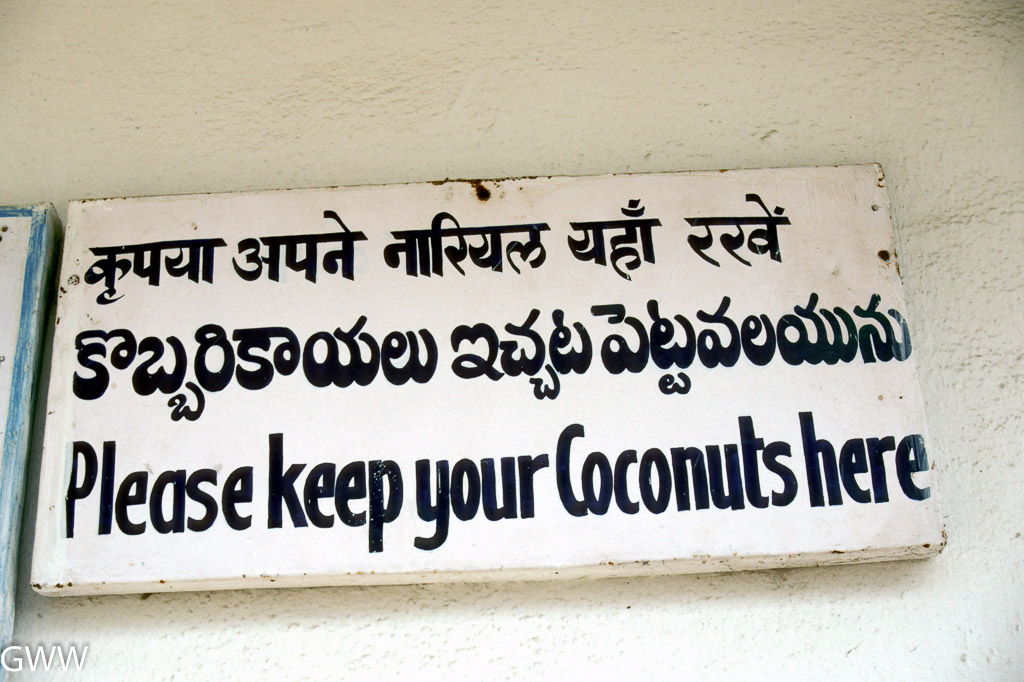 कृपया अपने नारियल यहाँ रखें
కొబ్బరికాయలు ఇచ్చట పెట్టవలయును
Please keep your Coconuts here
GWW